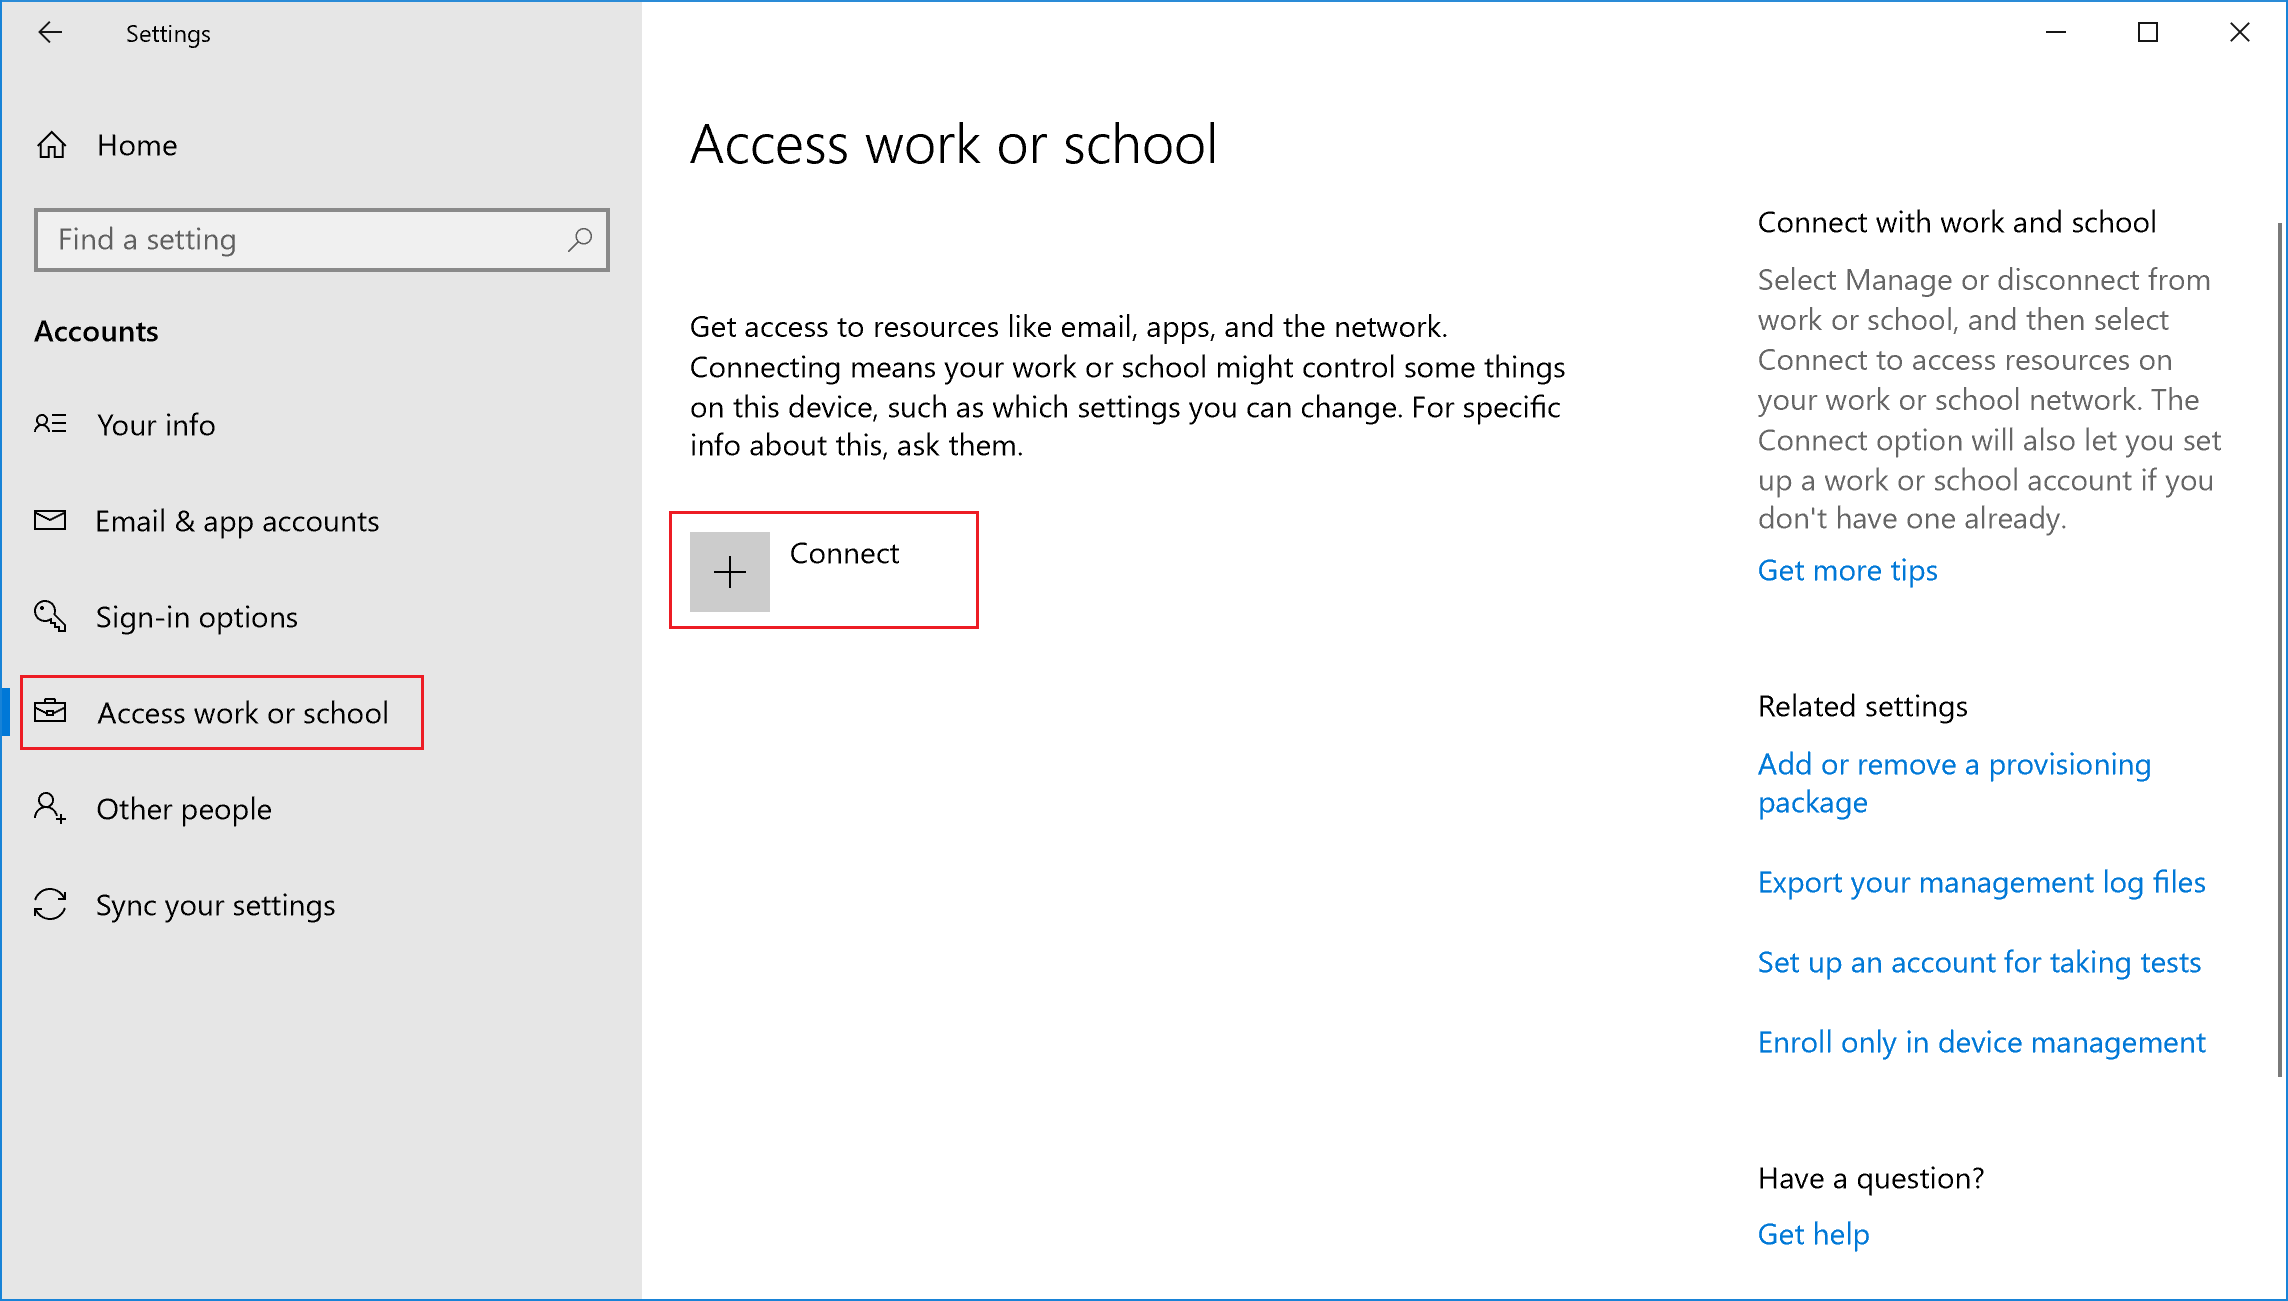 Settings
Home
Find a setting
Accounts
Your info
Email & app accounts
Sign-in options
Access work or school
Other people
Sync your settings
Access work or school
Get access to resources like email, apps, and the network.
Connecting means your work or school might control some things
on this device, such as which settings you can change. For specific
info about this, ask them.
Connect
Connect with work and school
Select Manage or disconnect from
work or school, and then select
Connect to access resources on
your work or school network. The
Connect option will also let you set
up a work or school account if you
don't have one already.
Get more tips
Related settings
Add or remove a provisioning
package
Export your management log files
Set up an account for taking tests
Enroll only in device management
Have a question?
Get help